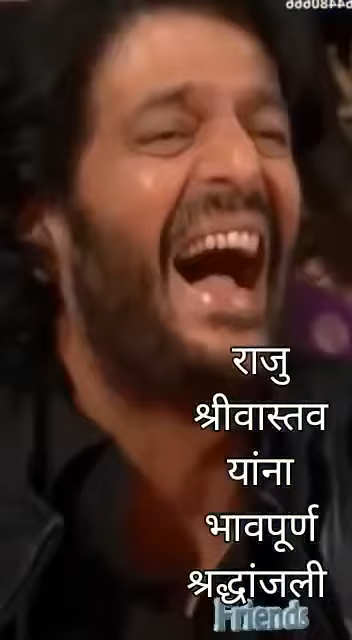 राजु
श्रीवास्तव
यांना
भावपूर्ण
श्रद्धांजली
Friends